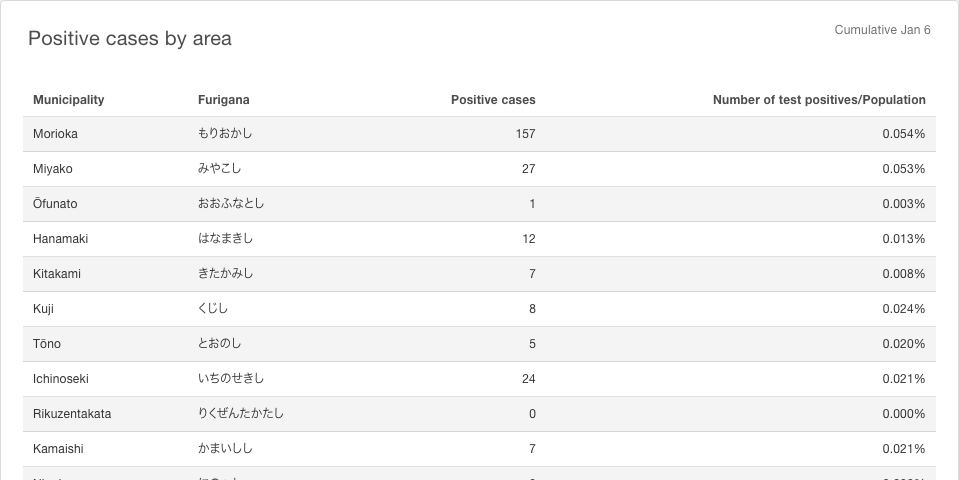 Positive cases by area
Cumulative Jan 6
Municipality Furigana Positive cases Number of test positives/Population
Morioka もりおかし 157 0.054%
Miyako みやこし 27 0.053%
Ōfunato おおふなとし 1 0.003%
Hanamaki はなまきし 12 0.013%
Kitakami きたかみし 7 0.008%
Kuji くじし 8 0.024%
Tōno とおのし 5 0.020%
Ichinoseki いちのせきし 24 0.021%
Rikuzentakata りくぜんたかたし 0 0.000%
Kamaishi かまいしし 7 0.021%